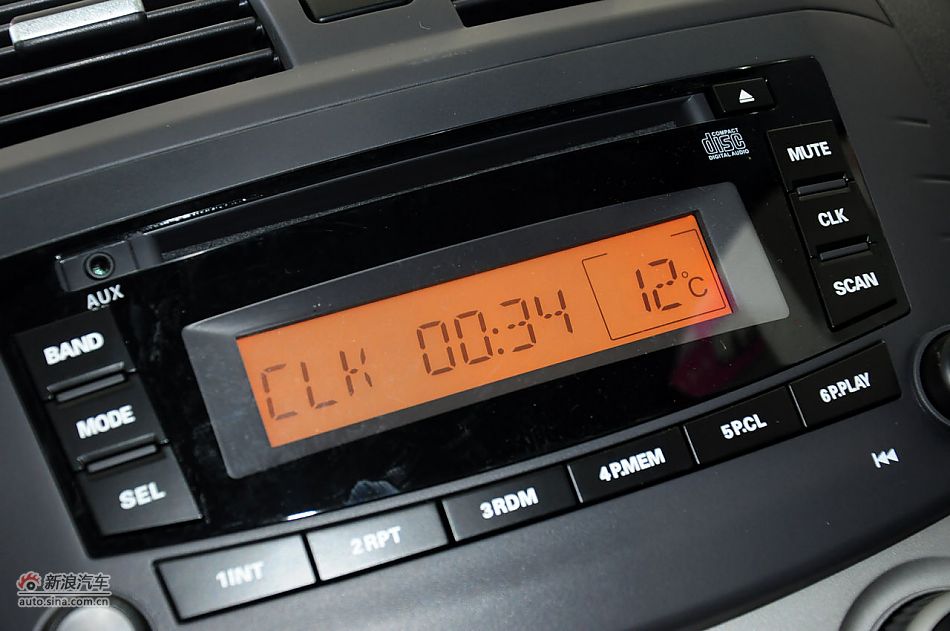 COMPACT
disc
DIGITAL AUDIO
MUTE
CLK
SCAN
AUX
BAND
MODE
SEL
CLK 00:34 12°C
1INT
2RPT
3RDM
4P.MEM
5P.CL
6P.PLAY
新浪汽车
auto.sina.com.cn